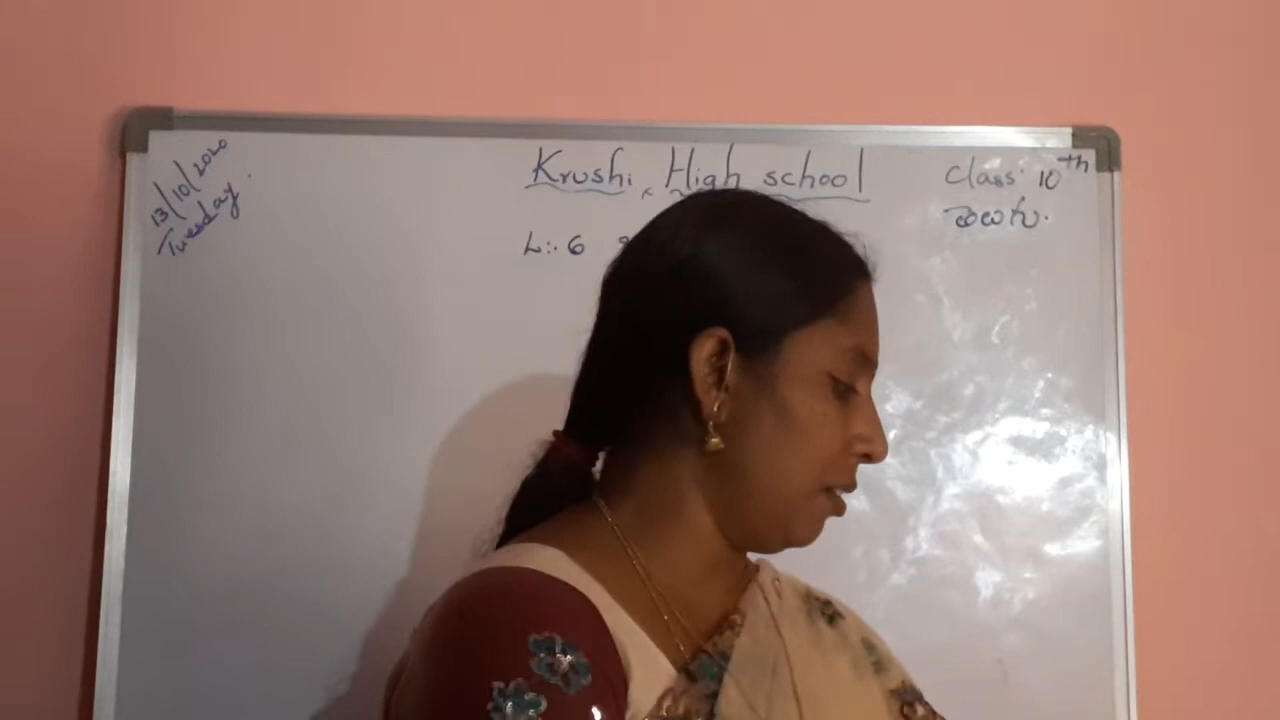 13/10/2020
Tuesday.
Krushi High school
Class: 10th
తెలుగు.
L:- 6